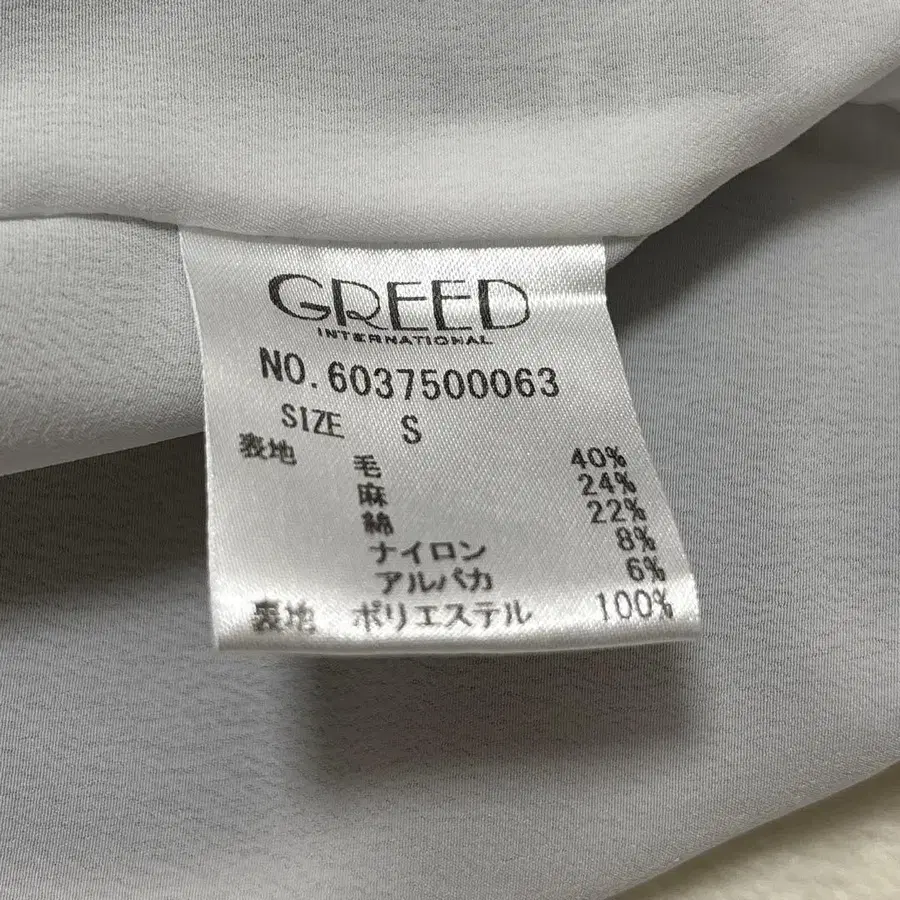 GREED
INTERNATIONAL
NO.6037500063
SIZE S
表地 毛 40%
麻 24%
綿 22%
ナイロン 8%
アルパカ 6%
表地 ポリエステル 100%